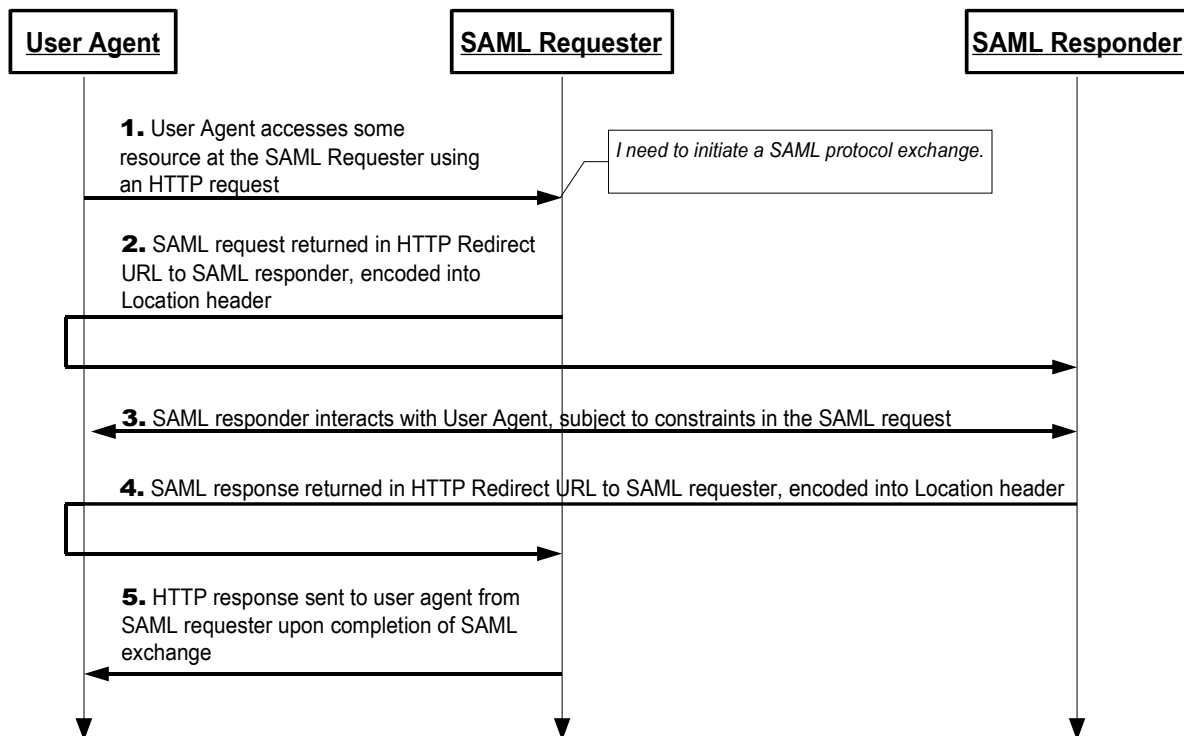 User Agent
SAML Requester
SAML Responder
1. User Agent accesses some
resource at the SAML Requester using
an HTTP request
I need to initiate a SAML protocol exchange.
2. SAML request returned in HTTP Redirect
URL to SAML responder, encoded into
Location header
3. SAML responder interacts with User Agent, subject to constraints in the SAML request
4. SAML response returned in HTTP Redirect URL to SAML requester, encoded into Location header
5. HTTP response sent to user agent from
SAML requester upon completion of SAML
exchange